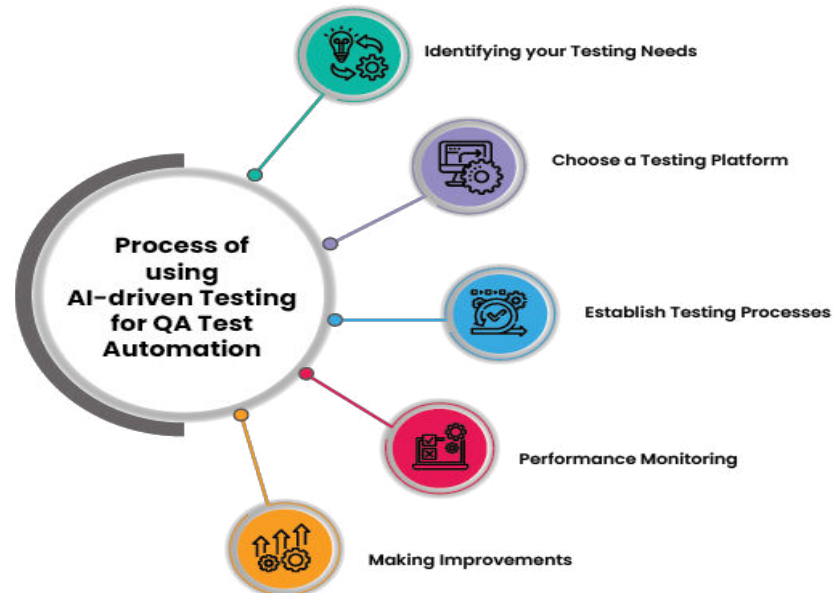 Identifying your Testing Needs
Choose a Testing Platform
Process of
using
AI-driven Testing
for QA Test
Automation
Establish Testing Processes
Performance Monitoring
Making Improvements